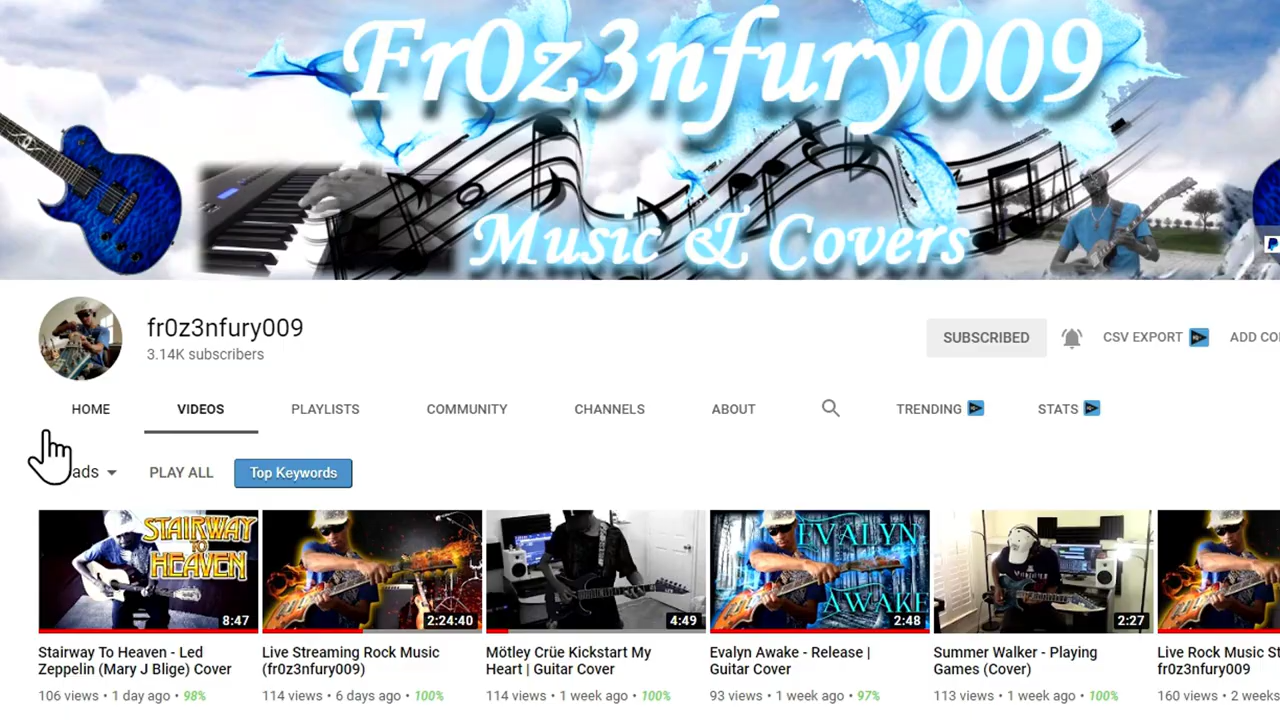 Fr0z3nfury009
Music & Covers
fr0z3nfury009
3.14K subscribers
SUBSCRIBED
CSV EXPORT
ADD CO
HOME
VIDEOS
PLAYLISTS
COMMUNITY
CHANNELS
ABOUT
TRENDING
STATS
ads
PLAY ALL
Top Keywords
STAIRWAY
TO
HEAVEN
8:47
2:24:40
4:49
EVALYN
AWAKE
2:48
2:27
Stairway To Heaven - Led
Zeppelin (Mary J Blige) Cover
106 views • 1 day ago • 98%
Live Streaming Rock Music
(fr0z3nfury009)
114 views • 6 days ago • 100%
Mötley Crüe Kickstart My
Heart | Guitar Cover
114 views • 1 week ago • 100%
Evalyn Awake - Release |
Guitar Cover
93 views • 1 week ago • 97%
Summer Walker - Playing
Games (Cover)
113 views • 1 week ago • 100%
Live Rock Music St
fr0z3nfury009
160 views • 2 weeks